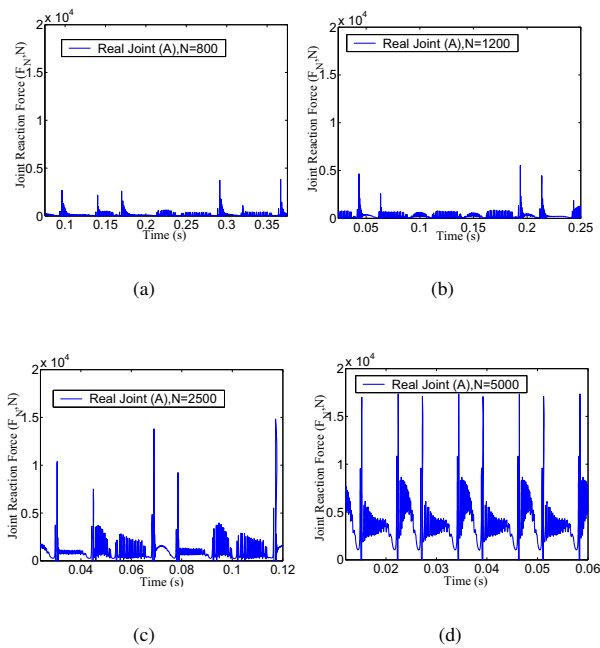 2 x 10^4
Real Joint (A),N=800
1.5
1
0.5
0
0.1 0.15 0.2 0.25 0.3 0.35
Time (s)
Joint Reaction Force (F_N,N)
(a)
2 x 10^4
Real Joint (A),N=1200
1.5
1
0.5
0
0.05 0.1 0.15 0.2 0.25
Time (s)
Joint Reaction Force (F_N,N)
(b)
2 x 10^4
Real Joint (A),N=2500
1.5
1
0.5
0
0.04 0.06 0.08 0.10 0.12
Time (s)
Joint Reaction Force (F_N,N)
(c)
2 x 10^4
Real Joint (A),N=5000
1.5
1
0.5
0
0.02 0.03 0.04 0.05 0.06
Time (s)
Joint Reaction Force (F_N,N)
(d)